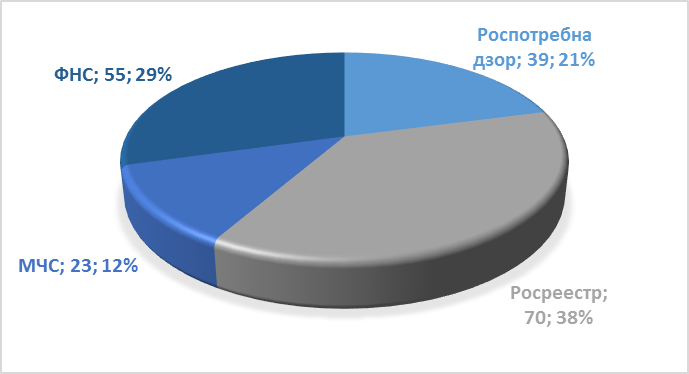 Роспотребна
дзор; 39; 21%
ФНС; 55; 29%
МЧС; 23; 12%
Росреестр;
70; 38%